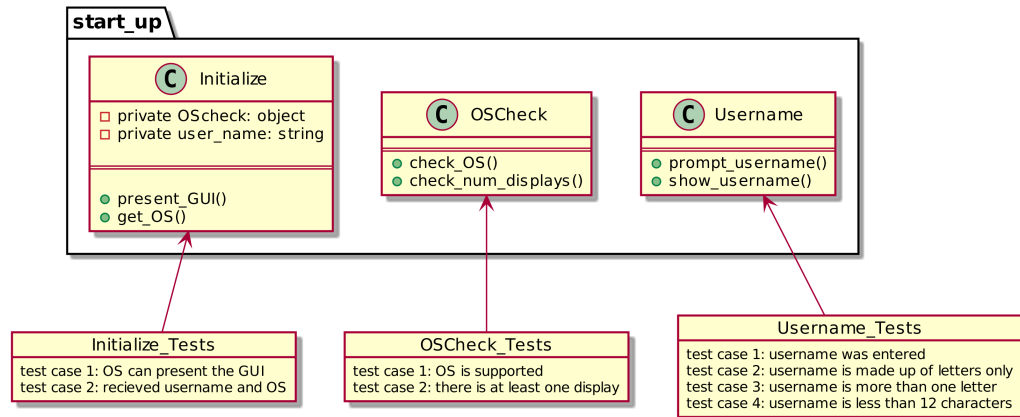 start_up
C Initialize
private OScheck: object
private user_name: string
present_GUI()
get_OS()
C OSCheck
check_OS()
check_num_displays()
C Username
prompt_username()
show_username()
Initialize_Tests
test case 1: OS can present the GUI
test case 2: recieved username and OS
OSCheck_Tests
test case 1: OS is supported
test case 2: there is at least one display
Username_Tests
test case 1: username was entered
test case 2: username is made up of letters only
test case 3: username is more than one letter
test case 4: username is less than 12 characters